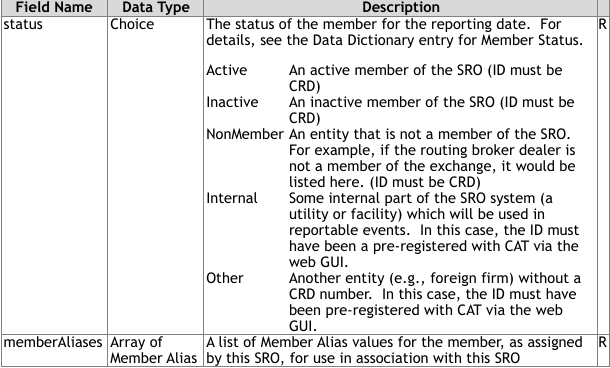 Field Name Data Type Description
status Choice The status of the member for the reporting date. For R
details, see the Data Dictionary entry for Member Status.
Active An active member of the SRO (ID must be
CRD)
Inactive An inactive member of the SRO (ID must be
CRD)
NonMember An entity that is not a member of the SRO.
For example, if the routing broker dealer is
not a member of the exchange, it would be
listed here. (ID must be CRD)
Internal Some internal part of the SRO system (a
utility or facility) which will be used in
reportable events. In this case, the ID must
have been a pre-registered with CAT via the
web GUI.
Other Another entity (e.g., foreign firm) without a
CRD number. In this case, the ID must have
been pre-registered with CAT via the web
GUI.
memberAliases Array of A list of Member Alias values for the member, as assigned R
Member Alias by this SRO, for use in association with this SRO